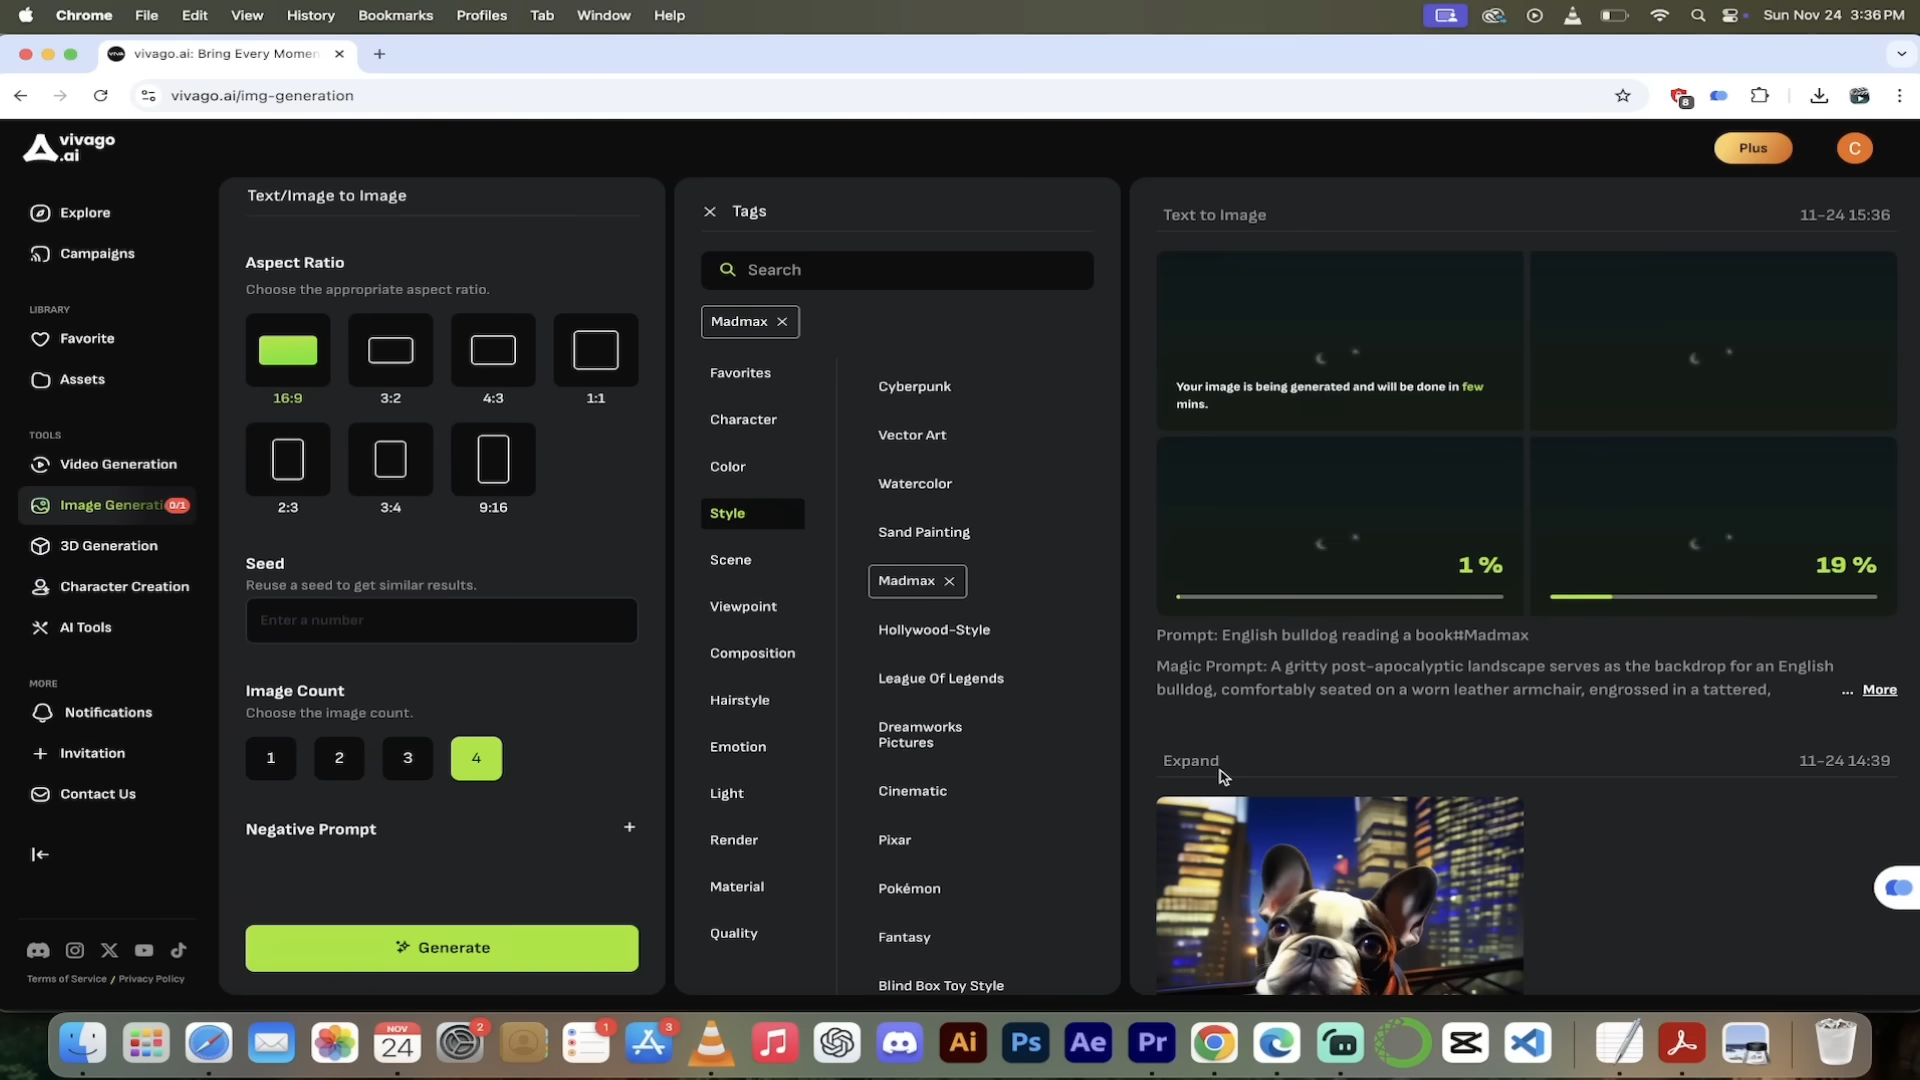 Chrome File Edit View History Bookmarks Profiles Tab Window Help Sun Nov 24 3:36 PM
vivago.ai: Bring Every Momen
vivago.ai/img-generation
8
vivago
.ai
Plus
C
Explore
Campaigns
LIBRARY
Favorite
Assets
TOOLS
Video Generation
Image Generati 0/1
3D Generation
Character Creation
AI Tools
MORE
Notifications
Invitation
Contact Us
Terms of Service / Privacy Policy
Text/Image to Image
Aspect Ratio
Choose the appropriate aspect ratio.
16:9 3:2 4:3 1:1
2:3 3:4 9:16
Seed
Reuse a seed to get similar results.
Enter a number
Image Count
Choose the image count.
1 2 3 4
Negative Prompt
Generate
Tags
Search
Madmax
Favorites
Character
Color
Style
Scene
Viewpoint
Composition
Hairstyle
Emotion
Light
Render
Material
Quality
Cyberpunk
Vector Art
Watercolor
Sand Painting
Madmax
Hollywood-Style
League Of Legends
Dreamworks
Pictures
Cinematic
Pixar
Pokémon
Fantasy
Blind Box Toy Style
Text to Image 11-24 15:36
Your image is being generated and will be done in few
mins.
1 % 19 %
Prompt: English bulldog reading a book#Madmax
Magic Prompt: A gritty post-apocalyptic landscape serves as the backdrop for an English
bulldog, comfortably seated on a worn leather armchair, engrossed in a tattered, ... More
Expand 11-24 14:39
NOV
24
2
1
3
Ai
Ps
Ae
Pr